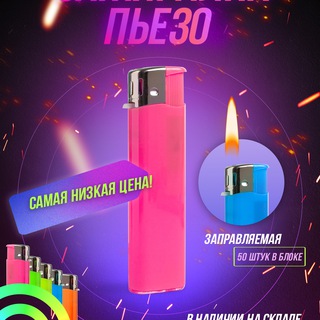 ПЬЕЗО
САМАЯ НИЗКАЯ ЦЕНА!
ЗАПРАВЛЯЕМАЯ
50 ШТУК В БЛОКЕ
В НАЛИЧИИ НА СКЛАДЕ